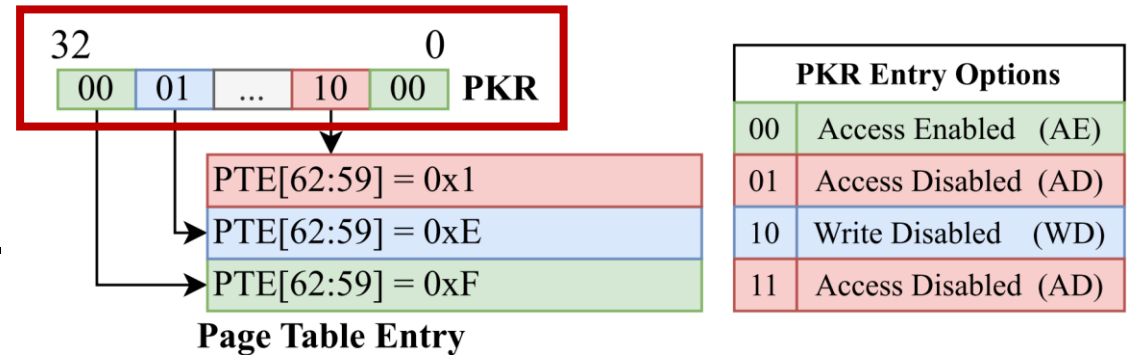 32 0
00 01 ... 10 00 PKR
PTE[62:59] = 0x1
PTE[62:59] = 0xE
PTE[62:59] = 0xF
Page Table Entry
PKR Entry Options
00 Access Enabled (AE)
01 Access Disabled (AD)
10 Write Disabled (WD)
11 Access Disabled (AD)